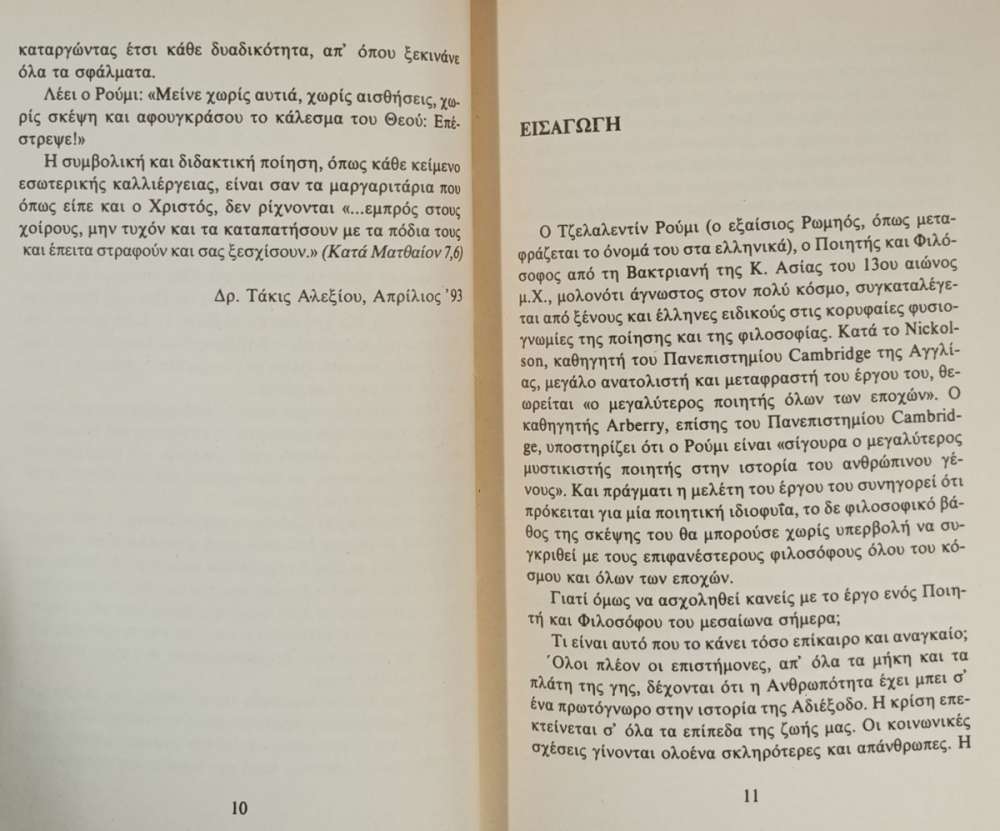 καταργώντας έτσι κάθε δυαδικότητα, απ' όπου ξεκινάνε
όλα τα σφάλματα.
Λέει ο Ρούμι: «Μείνε χωρίς αυτιά, χωρίς αισθήσεις, χω-
ρίς σκέψη και αφουγκράσου το κάλεσμα του Θεού: Επέ-
στρεψε!»
Η συμβολική και διδακτική ποίηση, όπως κάθε κείμενο
εσωτερικής καλλιέργειας, είναι σαν τα μαργαριτάρια που
όπως είπε και ο Χριστός, δεν ρίχνονται «...εμπρός στους
χοίρους, μην τυχόν και τα καταπατήσουν με τα πόδια τους
και έπειτα στραφούν και σας ξεσχίσουν.» (Κατά Ματθαίον 7,6)
Δρ. Τάκις Αλεξίου, Απρίλιος '93
10
ΕΙΣΑΓΩΓΗ
Ο Τζελαλεντίν Ρούμι (ο εξαίσιος Ρωμηός, όπως μετα-
φράζεται το όνομά του στα ελληνικά), ο Ποιητής και Φιλό-
σοφος από τη Βακτριανή της Κ. Ασίας του 13ου αιώνος
μ.Χ., μολονότι άγνωστος στον πολύ κόσμο, συγκαταλέγε-
ται από ξένους και έλληνες ειδικούς στις κορυφαίες φυσιο-
γνωμίες της ποίησης και της φιλοσοφίας. Κατά το Nickol-
son, καθηγητή του Πανεπιστημίου Cambridge της Αγγλί-
ας, μεγάλο ανατολιστή και μεταφραστή του έργου του, θε-
ωρείται «ο μεγαλύτερος ποιητής όλων των εποχών». Ο
καθηγητής Arberry, επίσης του Πανεπιστημίου Cambrid-
ge, υποστηρίζει ότι ο Ρούμι είναι «σίγουρα ο μεγαλύτερος
μυστικιστής ποιητής στην ιστορία του ανθρώπινου γέ-
νους». Και πράγματι η μελέτη του έργου του συνηγορεί ότι
πρόκειται για μία ποιητική ιδιοφυΐα, το δε φιλοσοφικό βά-
θος της σκέψης του θα μπορούσε χωρίς υπερβολή να συ-
γκριθεί με τους επιφανέστερους φιλοσόφους όλου του κό-
σμου και όλων των εποχών.
Γιατί όμως να ασχοληθεί κανείς με το έργο ενός Ποιη-
τή και Φιλοσόφου του μεσαίωνα σήμερα;
Τι είναι αυτό που το κάνει τόσο επίκαιρο και αναγκαίο;
Όλοι πλέον οι επιστήμονες, απ' όλα τα μήκη και τα
πλάτη της γης, δέχονται ότι η Ανθρωπότητα έχει μπει σ'
ένα πρωτόγνωρο στην ιστορία της Αδιέξοδο. Η κρίση επε-
κτείνεται σ' όλα τα επίπεδα της ζωής μας. Οι κοινωνικές
σχέσεις γίνονται ολοένα σκληρότερες και απάνθρωπες. Η
11